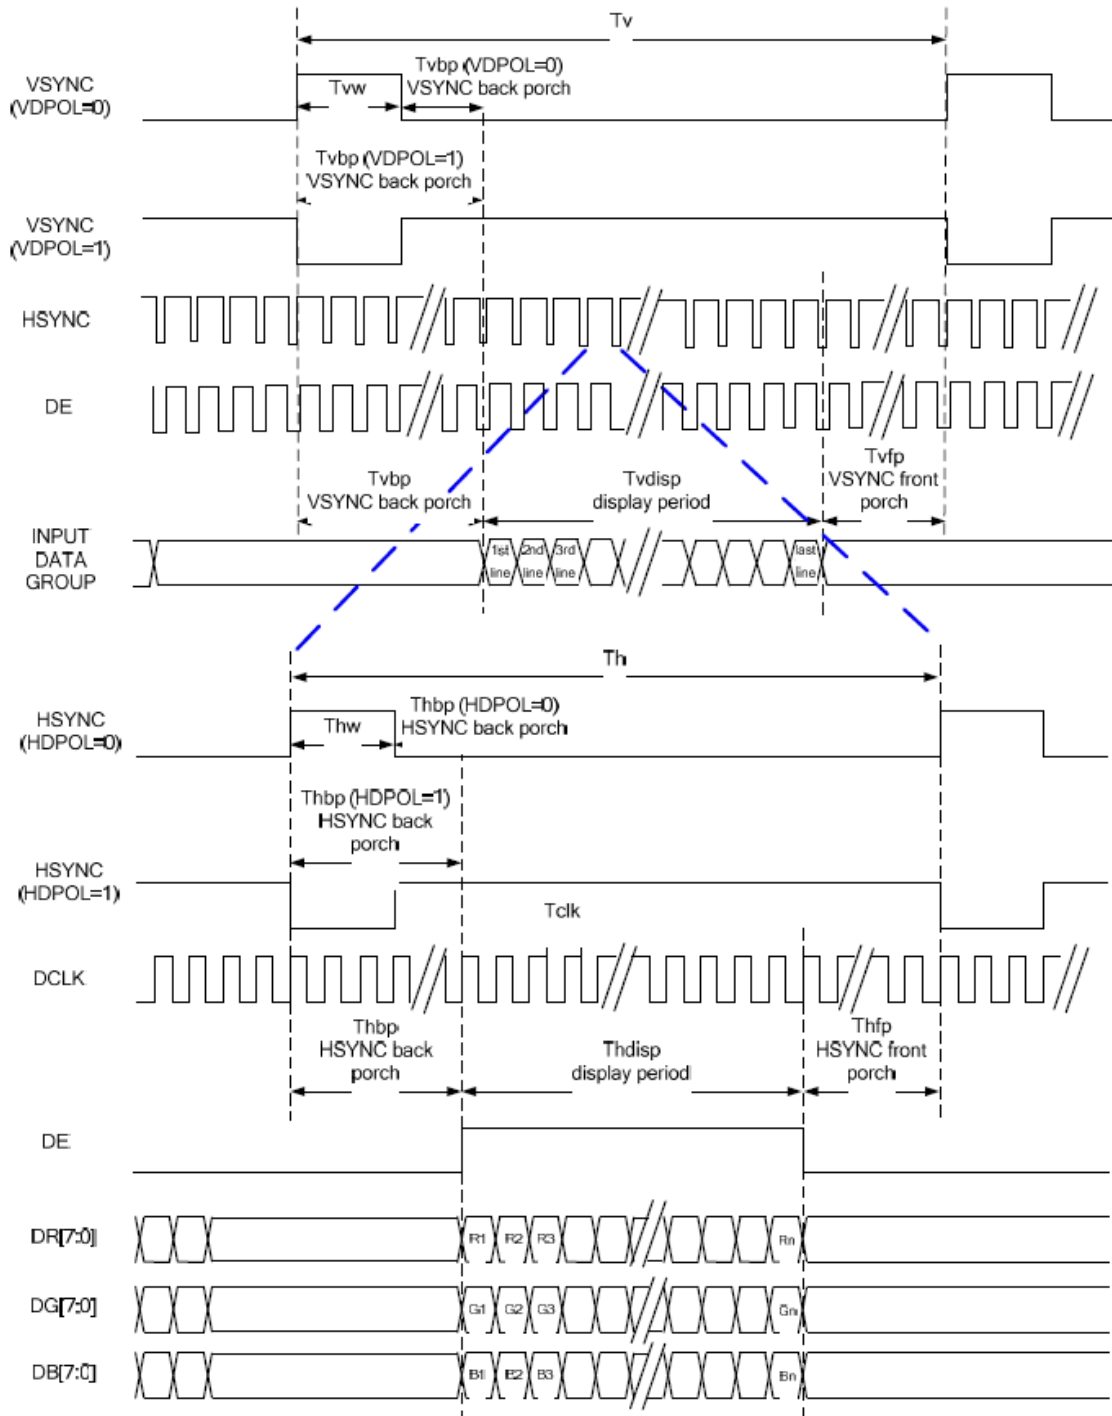 Tv
VSYNC
(VDPOL=0)
Tvw
Tvbp (VDPOL=0)
VSYNC back porch
Tvbp (VDPOL=1)
VSYNC back porch
VSYNC
(VDPOL=1)
HSYNC
DE
Tvbp
VSYNC back porch
Tvdisp
display period
Tvfp
VSYNC front
porch
INPUT
DATA
GROUP
1st
line
2nd
line
3rd
line
last
line
Th
HSYNC
(HDPOL=0)
Thw
Thbp (HDPOL=0)
HSYNC back porch
Thbp (HDPOL=1)
HSYNC back
porch
HSYNC
(HDPOL=1)
Tclk
DCLK
Thbp
HSYNC back
porch
Thdisp
display period
Thfp
HSYNC front
porch
DE
DR[7:0]
R1 R2 R3 Rn
DG[7:0]
G1 G2 G3 Gn
DB[7:0]
B1 B2 B3 Bn